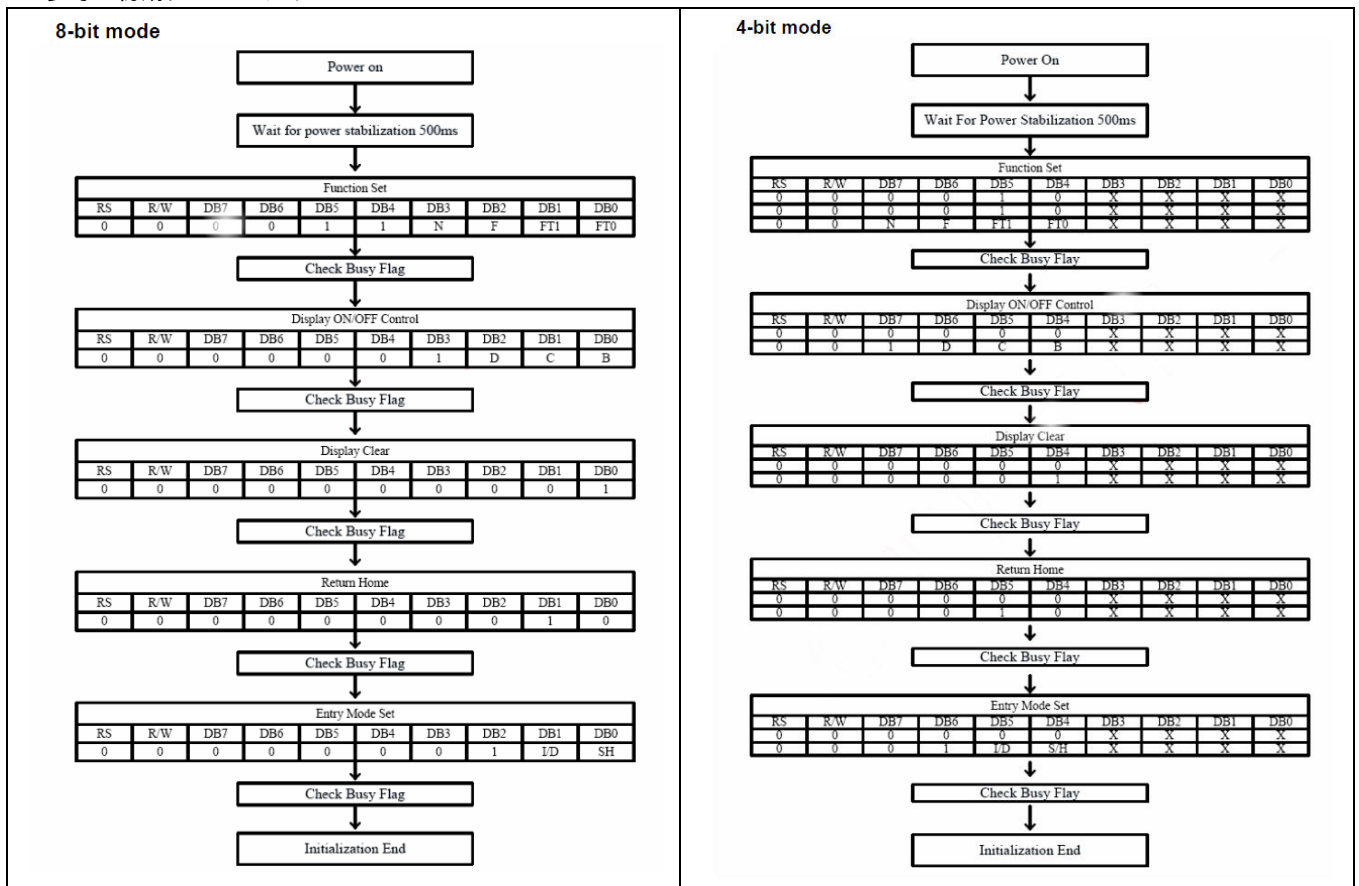 8-bit mode
Power on
Wait for power stabilization 500ms
Function Set
RS R/W DB7 DB6 DB5 DB4 DB3 DB2 DB1 DB0
0 0 0 0 1 1 N F FT1 FT0
Check Busy Flag
Display ON/OFF Control
RS R/W DB7 DB6 DB5 DB4 DB3 DB2 DB1 DB0
0 0 0 0 0 0 1 D C B
Check Busy Flag
Display Clear
RS R/W DB7 DB6 DB5 DB4 DB3 DB2 DB1 DB0
0 0 0 0 0 0 0 0 0 1
Check Busy Flag
Return Home
RS R/W DB7 DB6 DB5 DB4 DB3 DB2 DB1 DB0
0 0 0 0 0 0 0 0 1 0
Check Busy Flag
Entry Mode Set
RS R/W DB7 DB6 DB5 DB4 DB3 DB2 DB1 DB0
0 0 0 0 0 0 0 1 I/D SH
Check Busy Flag
Initialization End
4-bit mode
Power On
Wait For Power Stabilization 500ms
Function Set
RS R/W DB7 DB6 DB5 DB4 DB3 DB2 DB1 DB0
0 0 0 0 1 0 X X X X
0 0 0 0 1 0 X X X X
0 0 N F FT1 FT0 X X X X
Check Busy Flay
Display ON/OFF Control
RS R/W DB7 DB6 DB5 DB4 DB3 DB2 DB1 DB0
0 0 0 0 0 0 X X X X
0 0 1 D C B X X X X
Check Busy Flay
Display Clear
RS R/W DB7 DB6 DB5 DB4 DB3 DB2 DB1 DB0
0 0 0 0 0 0 X X X X
0 0 0 0 0 1 X X X X
Check Busy Flay
Return Home
RS R/W DB7 DB6 DB5 DB4 DB3 DB2 DB1 DB0
0 0 0 0 0 0 X X X X
0 0 0 0 1 0 X X X X
Check Busy Flay
Entry Mode Set
RS R/W DB7 DB6 DB5 DB4 DB3 DB2 DB1 DB0
0 0 0 0 0 0 X X X X
0 0 0 1 I/D S/H X X X X
Check Busy Flay
Initialization End